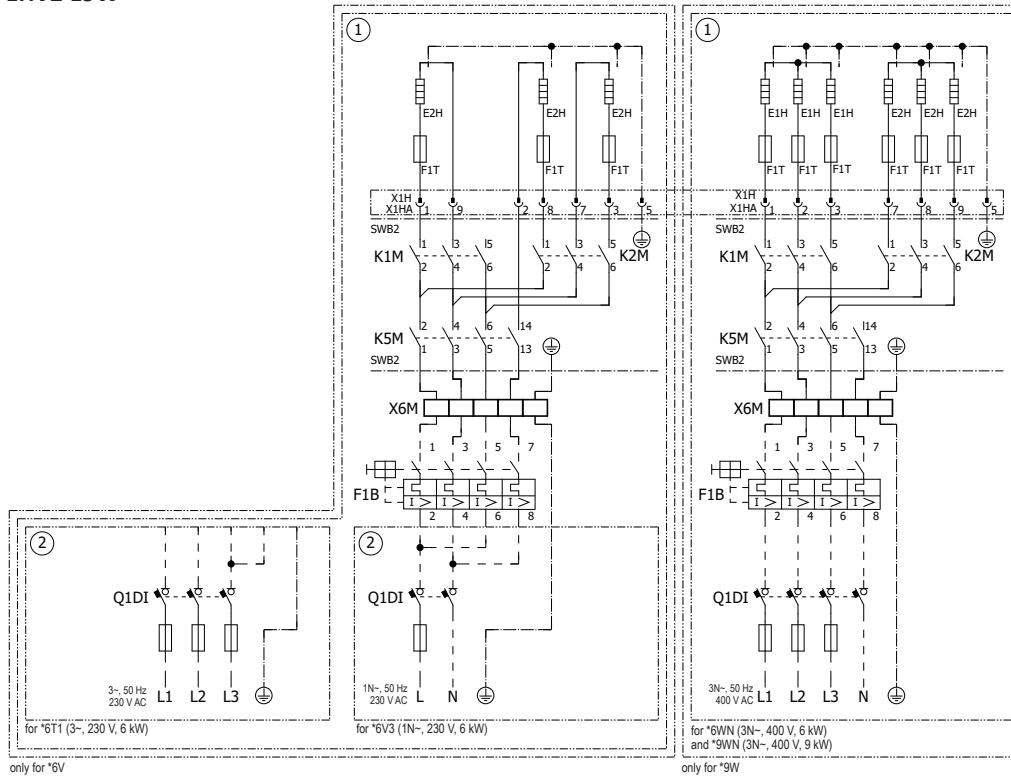 1 1
E2H E2H E2H E1H E1H E1H E2H E2H E2H
F1T F1T F1T F1T F1T F1T F1T F1T F1T
X1H X1H
X1HA 1 9 2 8 7 3 5 X1HA 1 2 3 7 8 9 5
SWB2 SWB2
1 3 5 1 3 5 1 3 5 1 3 5
K1M K2M K1M K2M
2 4 6 2 4 6 2 4 6 2 4 6
2 4 6 14 2 4 6 14
K5M K5M
1 3 5 13 1 3 5 13
SWB2 SWB2
X6M X6M
1 3 5 7 1 3 5 7
F1B I > I > I > I > F1B I > I > I > I >
2 4 6 8 2 4 6 8
2 2
Q1DI Q1DI Q1DI
3~, 50 Hz 1N~, 50 Hz 3N~, 50 Hz
230 V AC L1 L2 L3 230 V AC L N 400 V AC L1 L2 L3 N
for *6T1 (3~, 230 V, 6 kW) for *6V3 (1N~, 230 V, 6 kW) for *6WN (3N~, 400 V, 6 kW)
and *9WN (3N~, 400 V, 9 kW)
only for *6V only for *9W